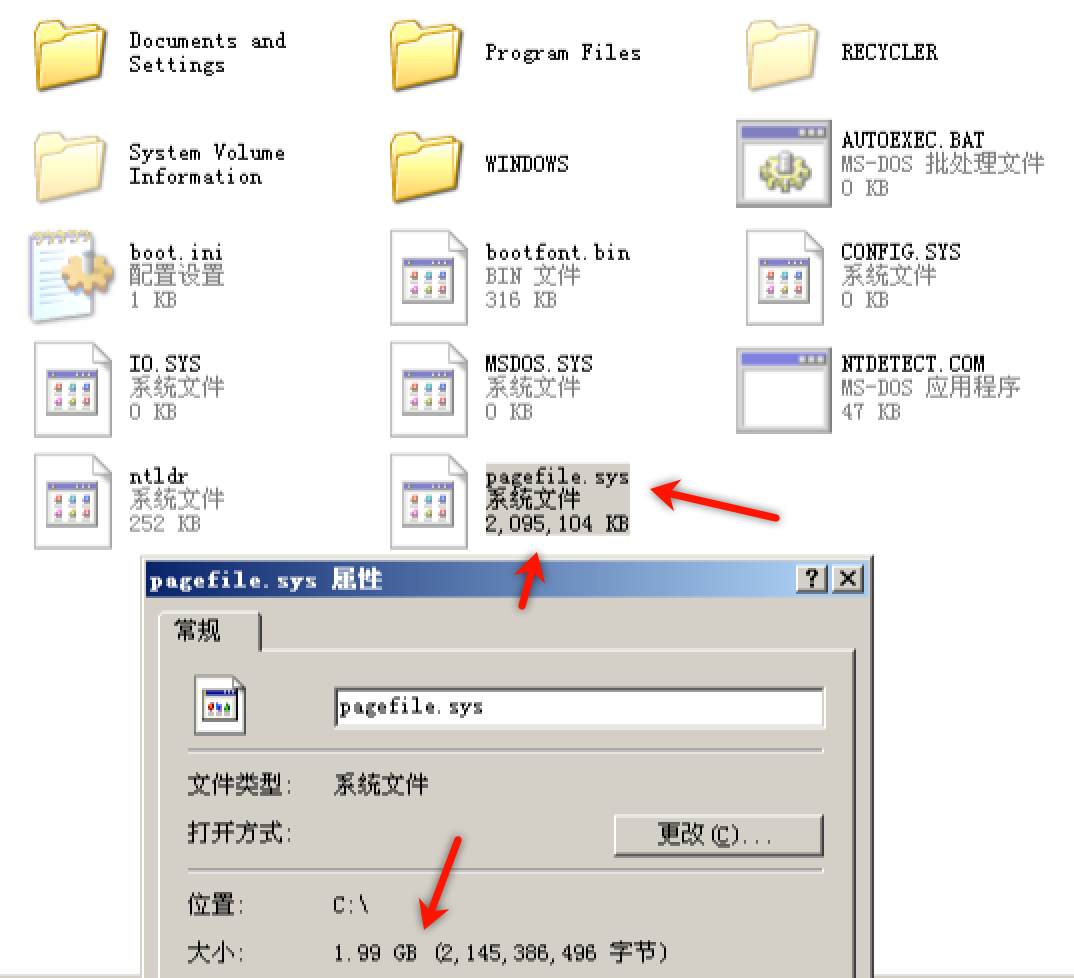 Documents and
Settings
Program Files
RECYCLER
System Volume
Information
WINDOWS
AUTOEXEC.BAT
MS-DOS 批处理文件
0 KB
boot.ini
配置设置
1 KB
bootfont.bin
BIN 文件
316 KB
CONFIG.SYS
系统文件
0 KB
IO.SYS
系统文件
0 KB
MSDOS.SYS
系统文件
0 KB
NTDETECT.COM
MS-DOS 应用程序
47 KB
ntldr
系统文件
252 KB
pagefile.sys
系统文件
2,095,104 KB
pagefile.sys 属性
常规
pagefile.sys
文件类型: 系统文件
打开方式: 更改(C)...
位置: C:\
大小: 1.99 GB (2,145,386,496 字节)